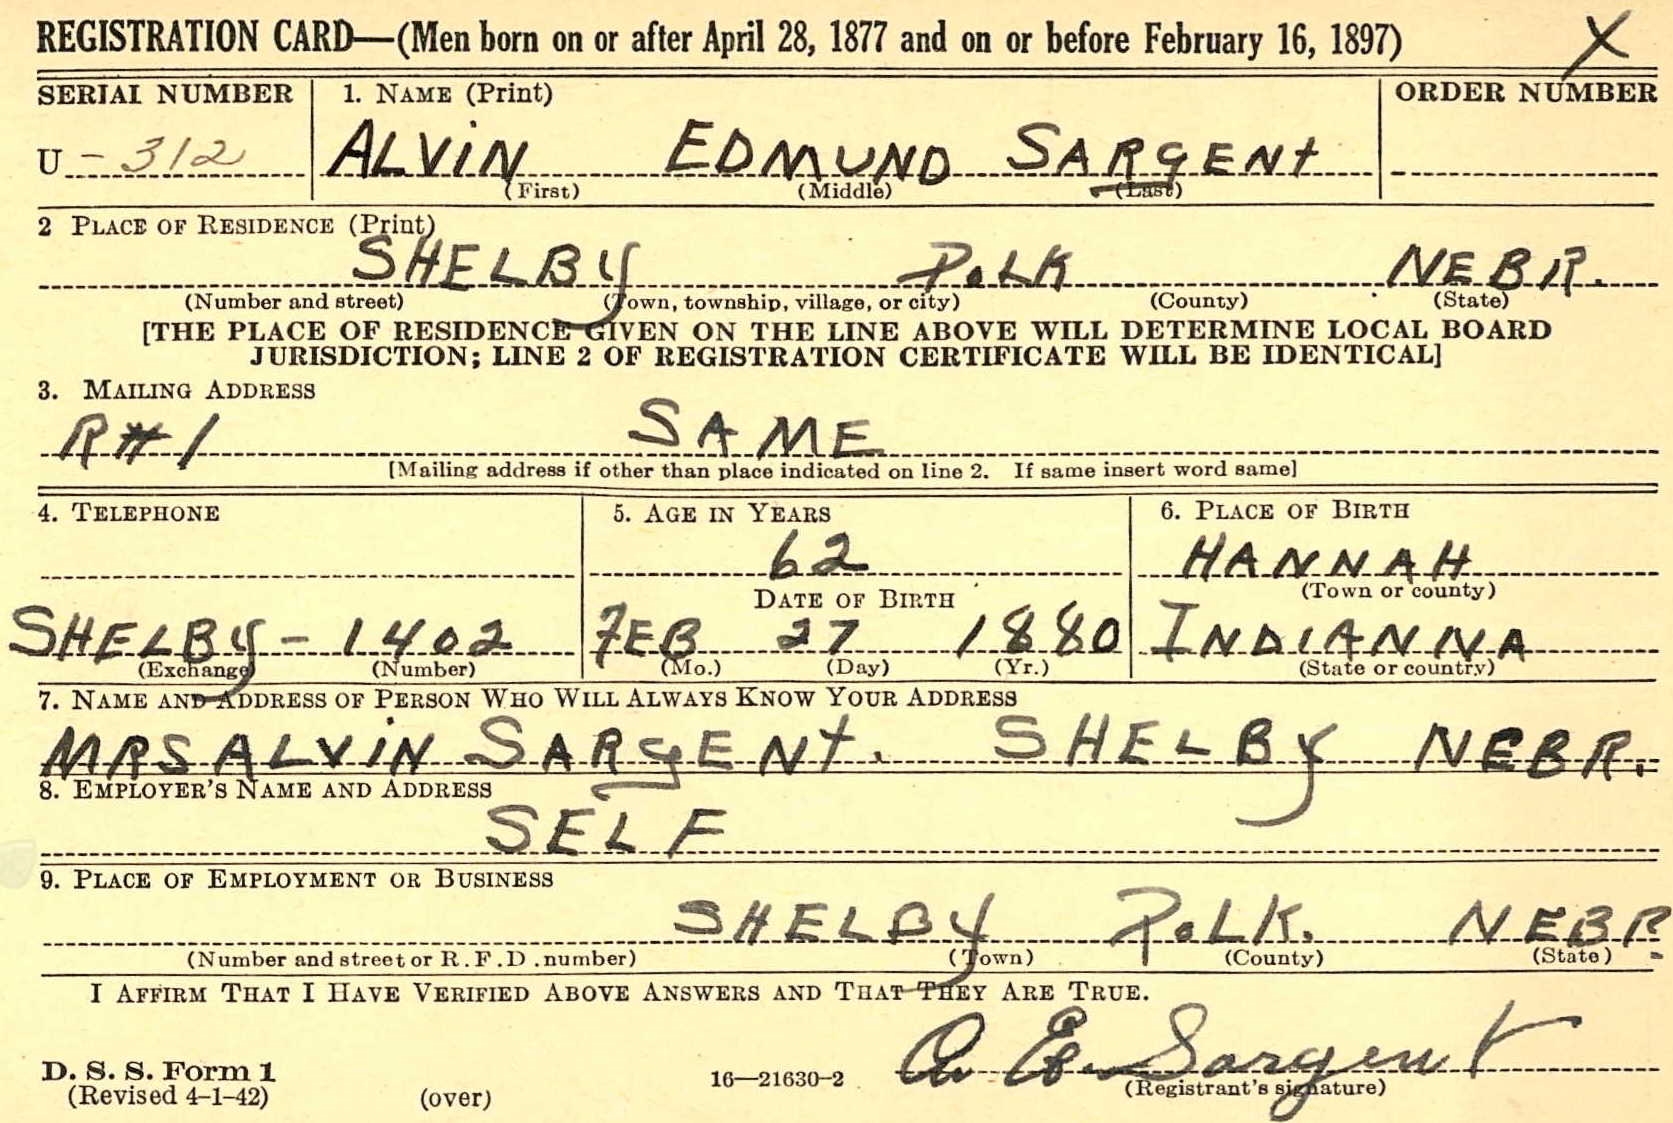 REGISTRATION CARD—(Men born on or after April 28, 1877 and on or before February 16, 1897) X
SERIAL NUMBER 1. NAME (Print) ORDER NUMBER
U - 312 ALVIN EDMUND SARGENT
(First) (Middle) (Last)
2 PLACE OF RESIDENCE (Print)
SHELBY POLK NEBR.
(Number and street) (Town, township, village, or city) (County) (State)
[THE PLACE OF RESIDENCE GIVEN ON THE LINE ABOVE WILL DETERMINE LOCAL BOARD
JURISDICTION; LINE 2 OF REGISTRATION CERTIFICATE WILL BE IDENTICAL]
3. MAILING ADDRESS
R#1 SAME
[Mailing address if other than place indicated on line 2. If same insert word same]
4. TELEPHONE 5. AGE IN YEARS 6. PLACE OF BIRTH
62 HANNAH
DATE OF BIRTH (Town or county)
SHELBY - 1402 FEB 27 1880 INDIANNA
(Exchange) (Number) (Mo.) (Day) (Yr.) (State or country)
7. NAME AND ADDRESS OF PERSON WHO WILL ALWAYS KNOW YOUR ADDRESS
MRS ALVIN SARGENT. SHELBY NEBR.
8. EMPLOYER'S NAME AND ADDRESS
SELF
9. PLACE OF EMPLOYMENT OR BUSINESS
SHELBY POLK. NEBR.
(Number and street or R.F.D. number) (Town) (County) (State)
I AFFIRM THAT I HAVE VERIFIED ABOVE ANSWERS AND THAT THEY ARE TRUE.
A. E. Sargent
D. S. S. Form 1 16—21630-2 (Registrant's signature)
(Revised 4-1-42) (over)